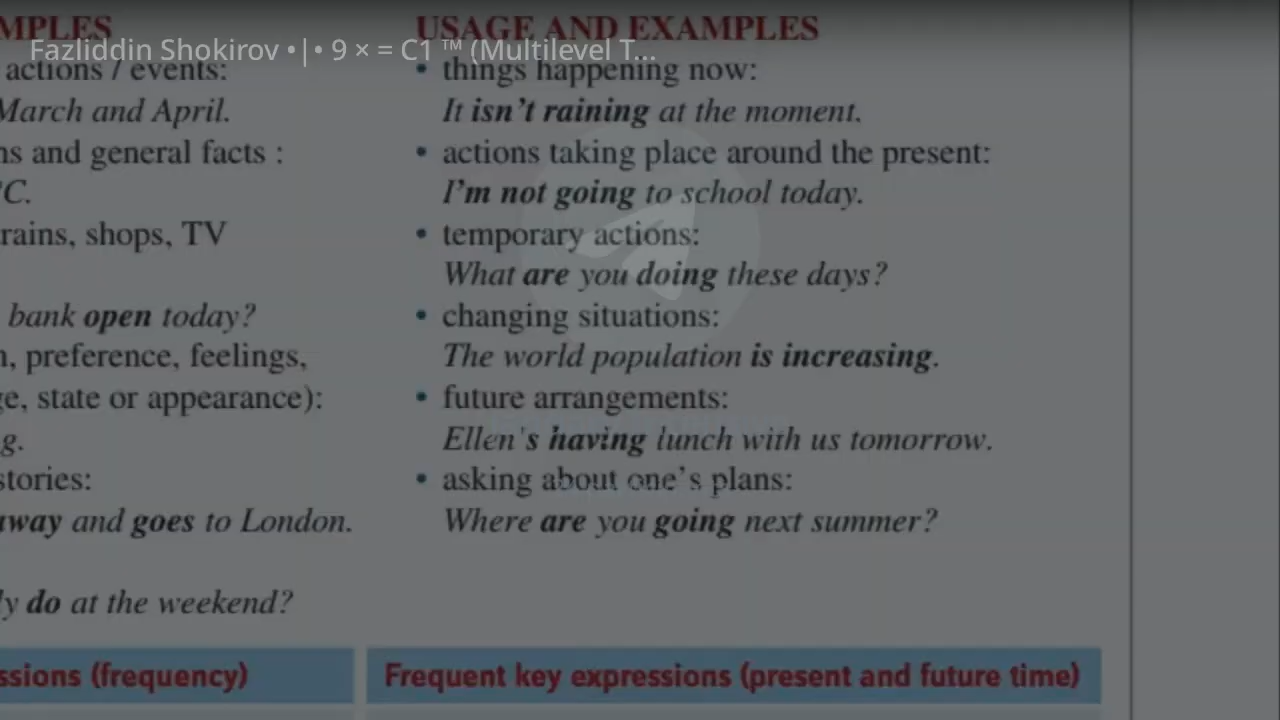 MPLES
actions / events:
March and April.
ns and general facts :
°C.
rains, shops, TV
bank open today?
n, preference, feelings,
ge, state or appearance):
g.
stories:
away and goes to London.
ly do at the weekend?
ssions (frequency)
USAGE AND EXAMPLES
Fazliddin Shokirov •|• 9 × = C1 ™ (Multilevel T...
• things happening now:
It isn't raining at the moment.
• actions taking place around the present:
I'm not going to school today.
• temporary actions:
What are you doing these days?
• changing situations:
The world population is increasing.
• future arrangements:
Ellen's having lunch with us tomorrow.
• asking about one's plans:
Where are you going next summer?
Frequent key expressions (present and future time)